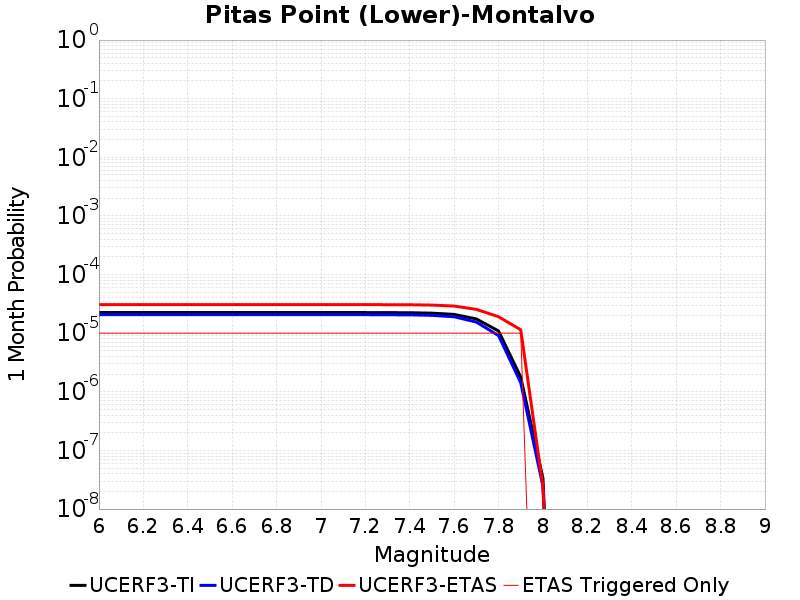 Pitas Point (Lower)-Montalvo
1 Month Probability
10^0
10^-1
10^-2
10^-3
10^-4
10^-5
10^-6
10^-7
10^-8
6 6.2 6.4 6.6 6.8 7 7.2 7.4 7.6 7.8 8 8.2 8.4 8.6 8.8 9
Magnitude
UCERF3-TI UCERF3-TD UCERF3-ETAS ETAS Triggered Only